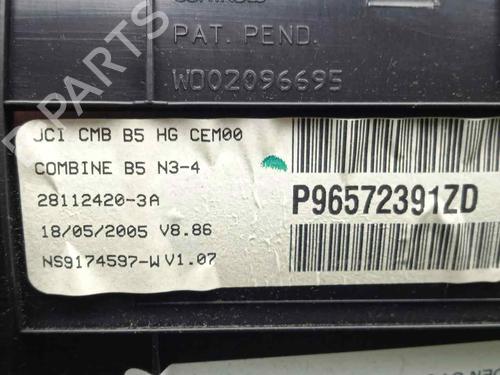 PAT. PEND.
WO02096695
JCI CMB B5 HG CEM00
COMBINE B5 N3-4
28112420-3A
18/05/2005 V8.86
NS9174597-W V1.07
P96572391ZD